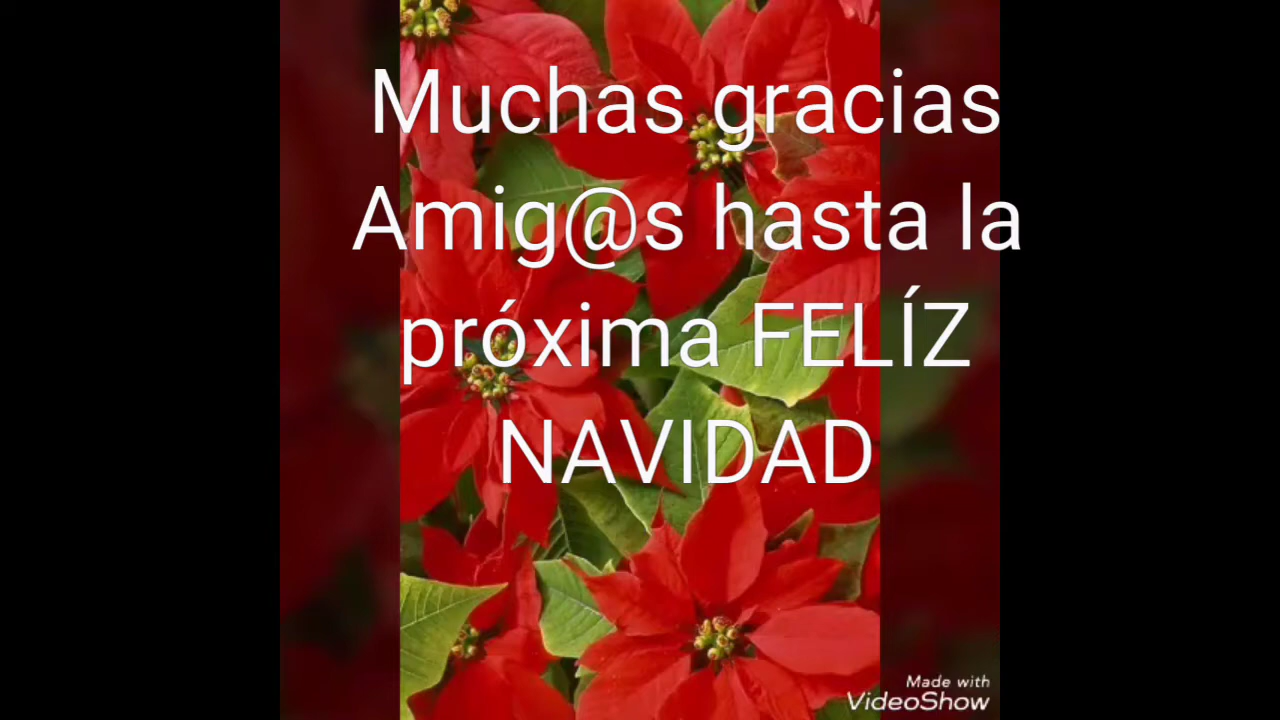 Muchas gracias
Amig@s hasta la
próxima FELÍZ
NAVIDAD
Made with
VideoShow